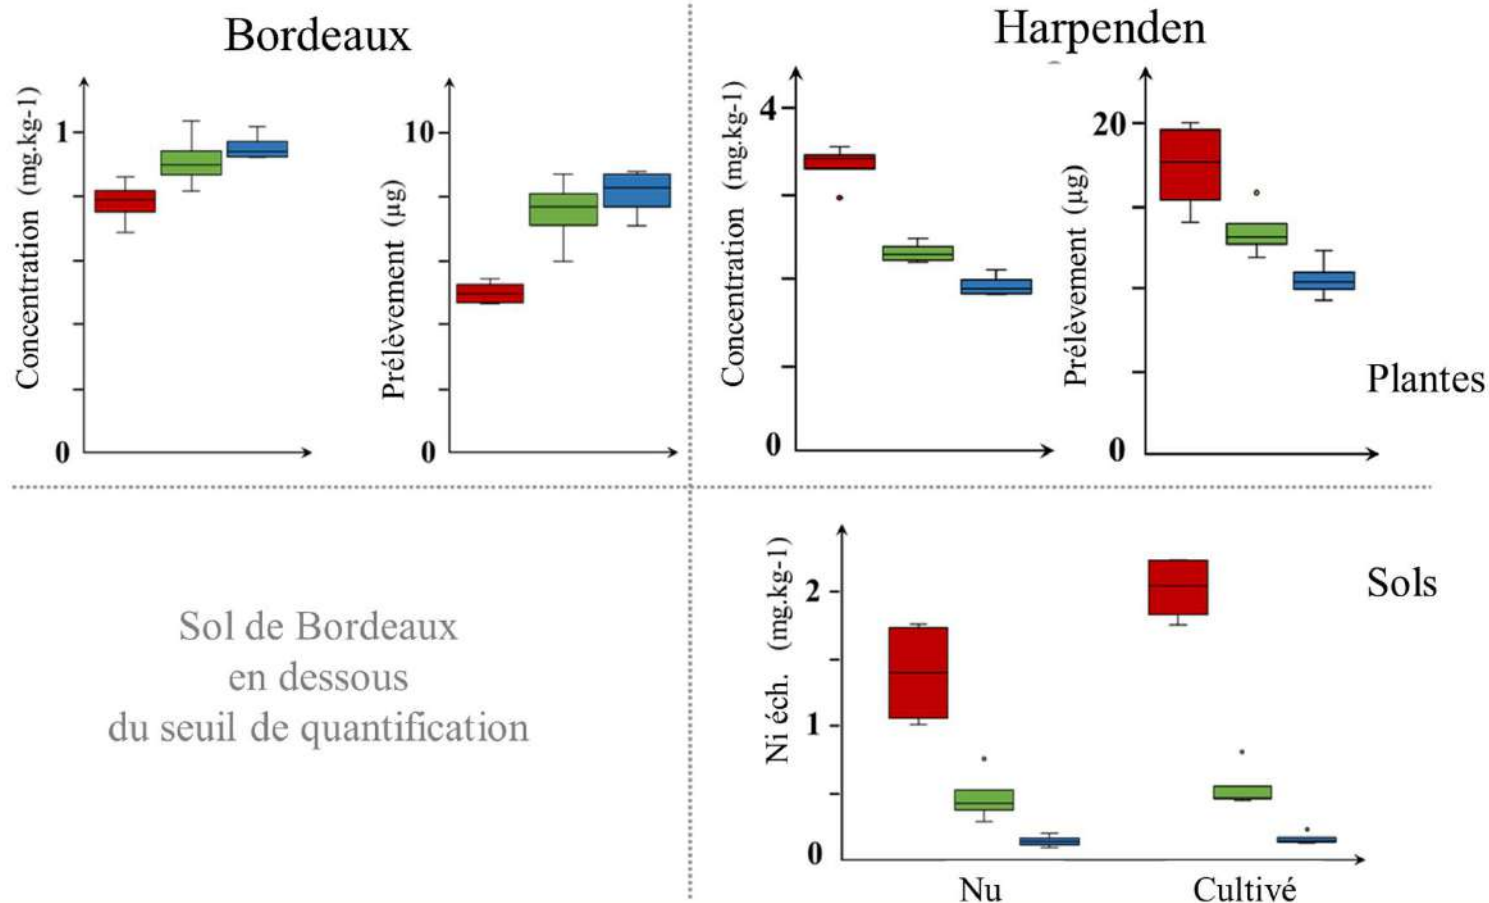 Bordeaux
Harpenden
Concentration (mg.kg-1)
1
0
Prélèvement (µg)
10
0
Concentration (mg.kg-1)
4
0
Prélèvement (µg)
20
0
Plantes
Sol de Bordeaux
en dessous
du seuil de quantification
Ni éch. (mg.kg-1)
2
1
0
Sols
Nu
Cultivé